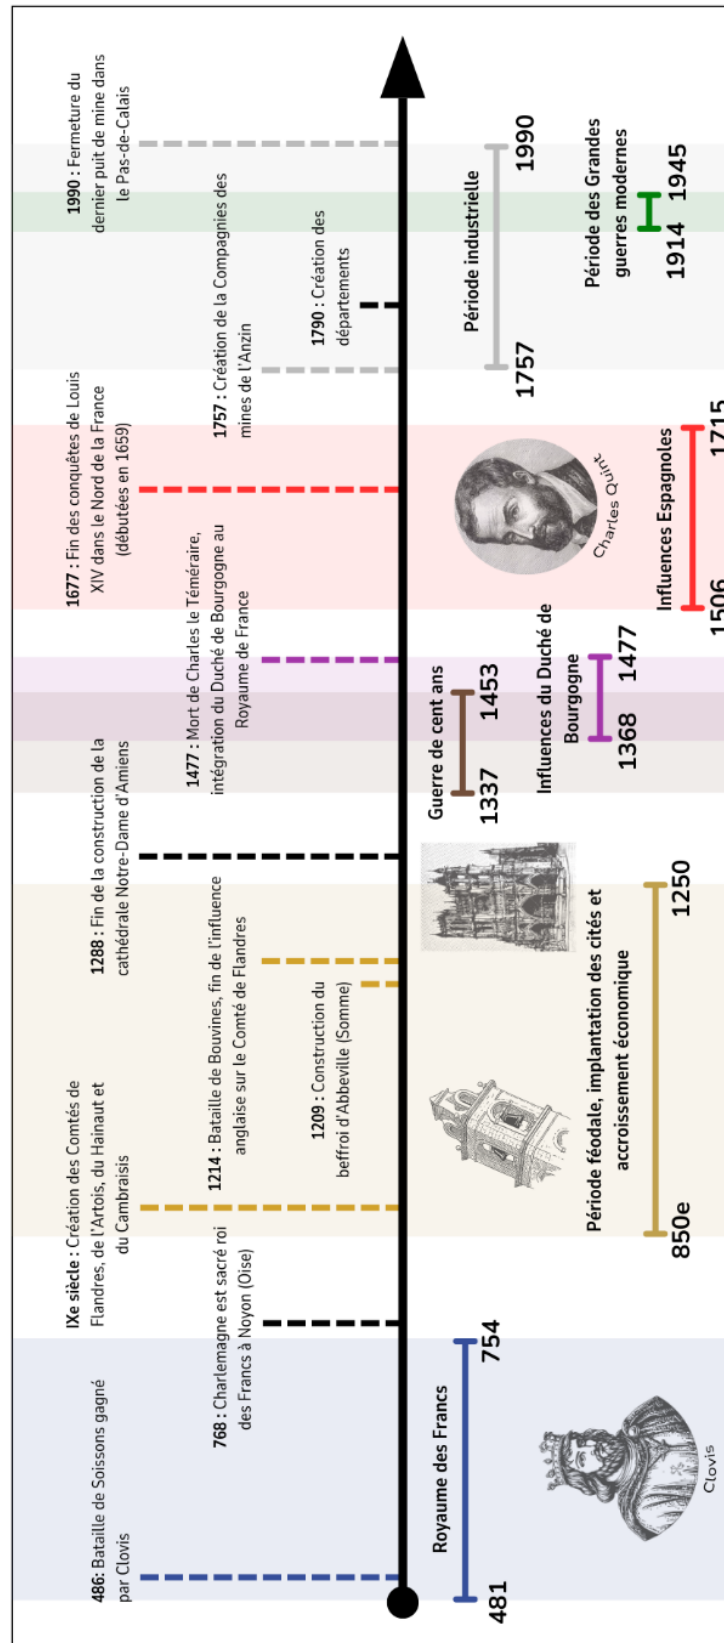 486: Bataille de Soissons gagné
par Clovis
768 : Charlemagne est sacré roi
des Francs à Noyon (Oise)
IXe siècle : Création des Comtés de
Flandres, de l'Artois, du Hainaut et
du Cambraisis
1209 : Construction du
beffroi d'Abbeville (Somme)
1214 : Bataille de Bouvines, fin de l'influence
anglaise sur le Comté de Flandres
1288 : Fin de la construction de la
cathédrale Notre-Dame d'Amiens
1477 : Mort de Charles le Téméraire,
intégration du Duché de Bourgogne au
Royaume de France
1677 : Fin des conquêtes de Louis
XIV dans le Nord de la France
(débutées en 1659)
1757 : Création de la Compagnies des
mines de l'Anzin
1790 : Création des
départements
1990 : Fermeture du
dernier puit de mine dans
le Pas-de-Calais
Royaume des Francs
481
754
Clovis
Période féodale, implantation des cités et
accroissement économique
850e
1250
Guerre de cent ans
1337
1453
Influences du Duché de
Bourgogne
1368
1477
Charles Quint
Influences Espagnoles
1506
1715
Période industrielle
1757
1990
Période des Grandes
guerres modernes
1914
1945